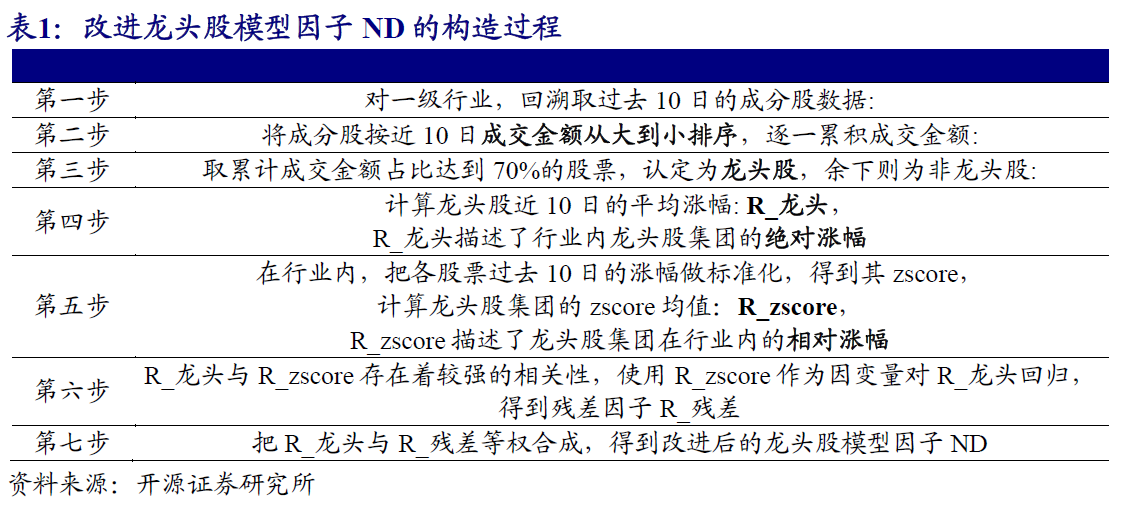 表1：改进龙头股模型因子 ND 的构造过程
第一步 对一级行业，回溯取过去 10 日的成分股数据:
第二步 将成分股按近 10 日成交金额从大到小排序，逐一累积成交金额:
第三步 取累计成交金额占比达到 70%的股票，认定为龙头股，余下则为非龙头股:
第四步 计算龙头股近 10 日的平均涨幅: R_龙头，
R_龙头描述了行业内龙头股集团的绝对涨幅
第五步 在行业内，把各股票过去 10 日的涨幅做标准化，得到其 zscore，
计算龙头股集团的 zscore 均值：R_zscore，
R_zscore 描述了龙头股集团在行业内的相对涨幅
第六步 R_龙头与 R_zscore 存在着较强的相关性，使用 R_zscore 作为因变量对 R_龙头回归，
得到残差因子 R_残差
第七步 把 R_龙头与 R_残差等权合成，得到改进后的龙头股模型因子 ND
资料来源：开源证券研究所